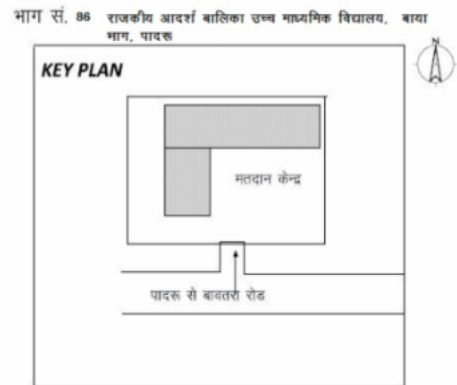 भाग सं. 86 राजकीय आदर्श बालिका उच्च माध्यमिक विद्यालय, बाया
भाग, पादरू
N
KEY PLAN
मतदान केन्द्र
पादरू से बावतरा रोड